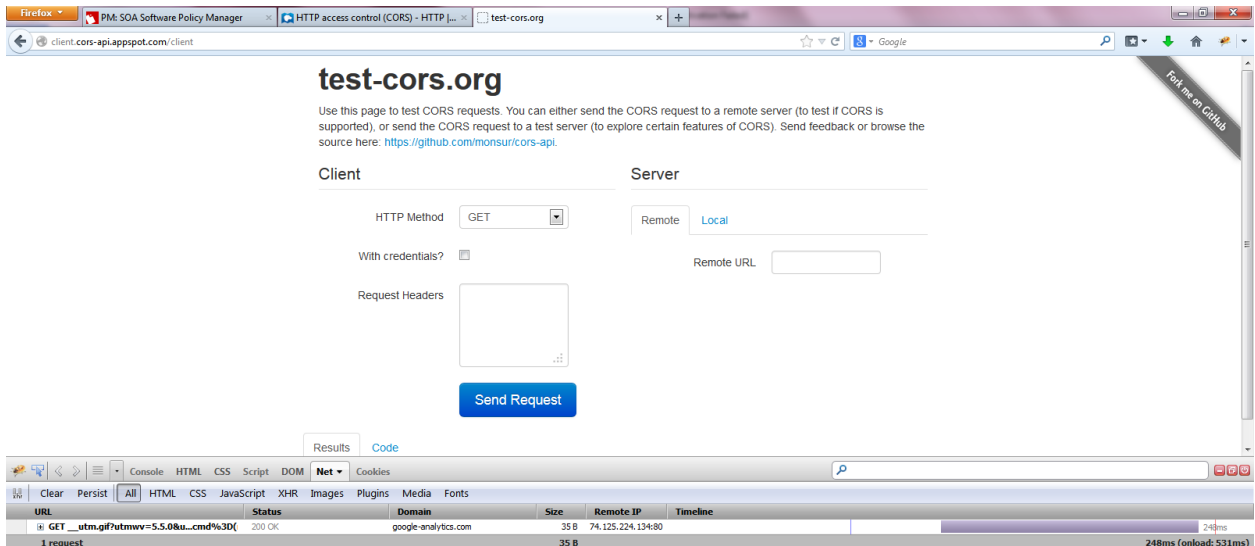 Firefox
PM: SOA Software Policy Manager
HTTP access control (CORS) - HTTP |...
test-cors.org
client.cors-api.appspot.com/client
Google
Fork me on GitHub
test-cors.org
Use this page to test CORS requests. You can either send the CORS request to a remote server (to test if CORS is
supported), or send the CORS request to a test server (to explore certain features of CORS). Send feedback or browse the
source here: https://github.com/monsur/cors-api.
Client
Server
HTTP Method GET
Remote Local
With credentials?
Remote URL
Request Headers
Send Request
Results Code
Console HTML CSS Script DOM Net Cookies
Clear Persist All HTML CSS JavaScript XHR Images Plugins Media Fonts
URL Status Domain Size Remote IP Timeline
GET __utm.gif?utmwv=5.5.0&u...cmd%3D( 200 OK google-analytics.com 35 B 74.125.224.134:80 248ms
1 request 35 B 248ms (onload: 531ms)